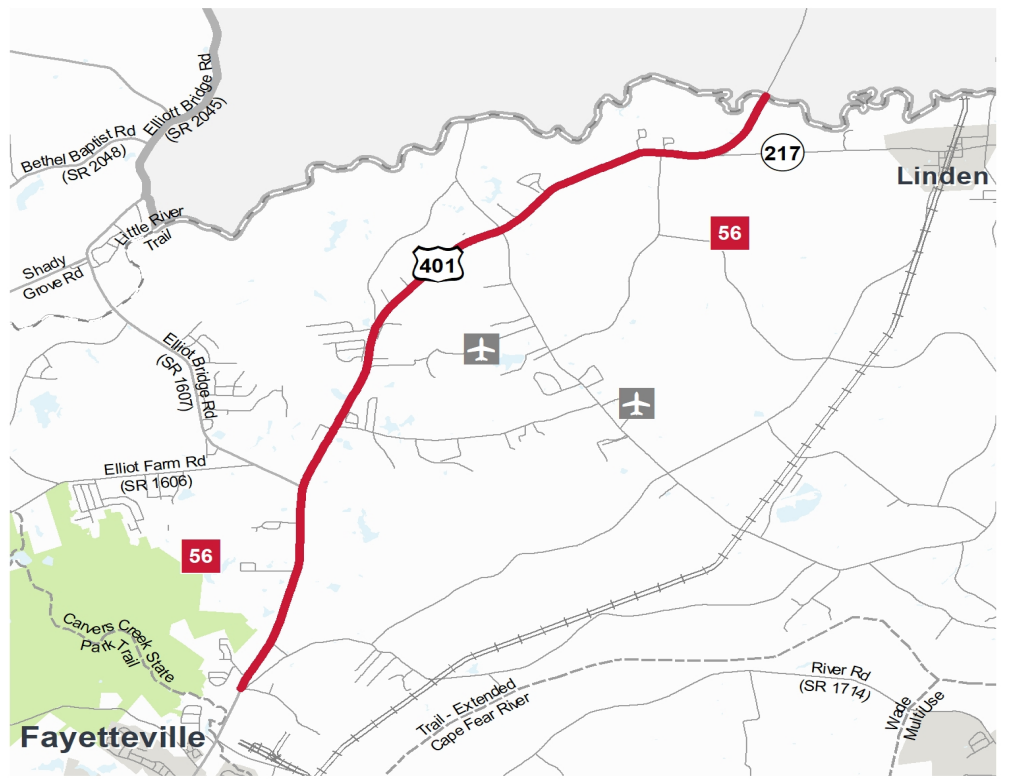 Elliott Bridge Rd
(SR 2045)
Bethel Baptist Rd
(SR 2048)
217
Linden
Little River
Trail
56
401
Shady
Grove Rd
Elliot Bridge Rd
(SR 1607)
Elliot Farm Rd
(SR 1606)
56
Carvers Creek State
Park Trail
River Rd
(SR 1714)
Trail - Extended
Cape Fear River
Wade
MultiUse
Fayetteville